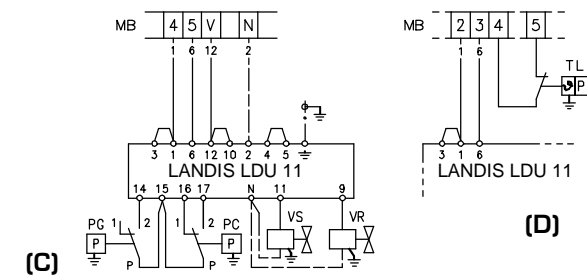 MB 4 5 V N
1 6 12 2
3 1 6 12 10 2 4 5
LANDIS LDU 11
14 15 16 17 N 11 9
PG 1 2 1 2 PG VS VR
P P
P P
(C)
MB 2 3 4 5
1 6
TL
P
3 1 6
LANDIS LDU 11
(D)